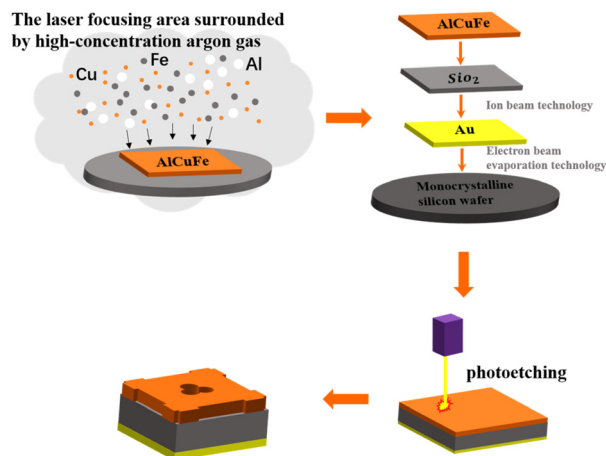 The laser focusing area surrounded
by high-concentration argon gas
Cu
Fe
Al
AlCuFe
AlCuFe
Sio₂
Ion beam technology
Au
Electron beam
evaporation technology
Monocrystalline
silicon wafer
photoetching